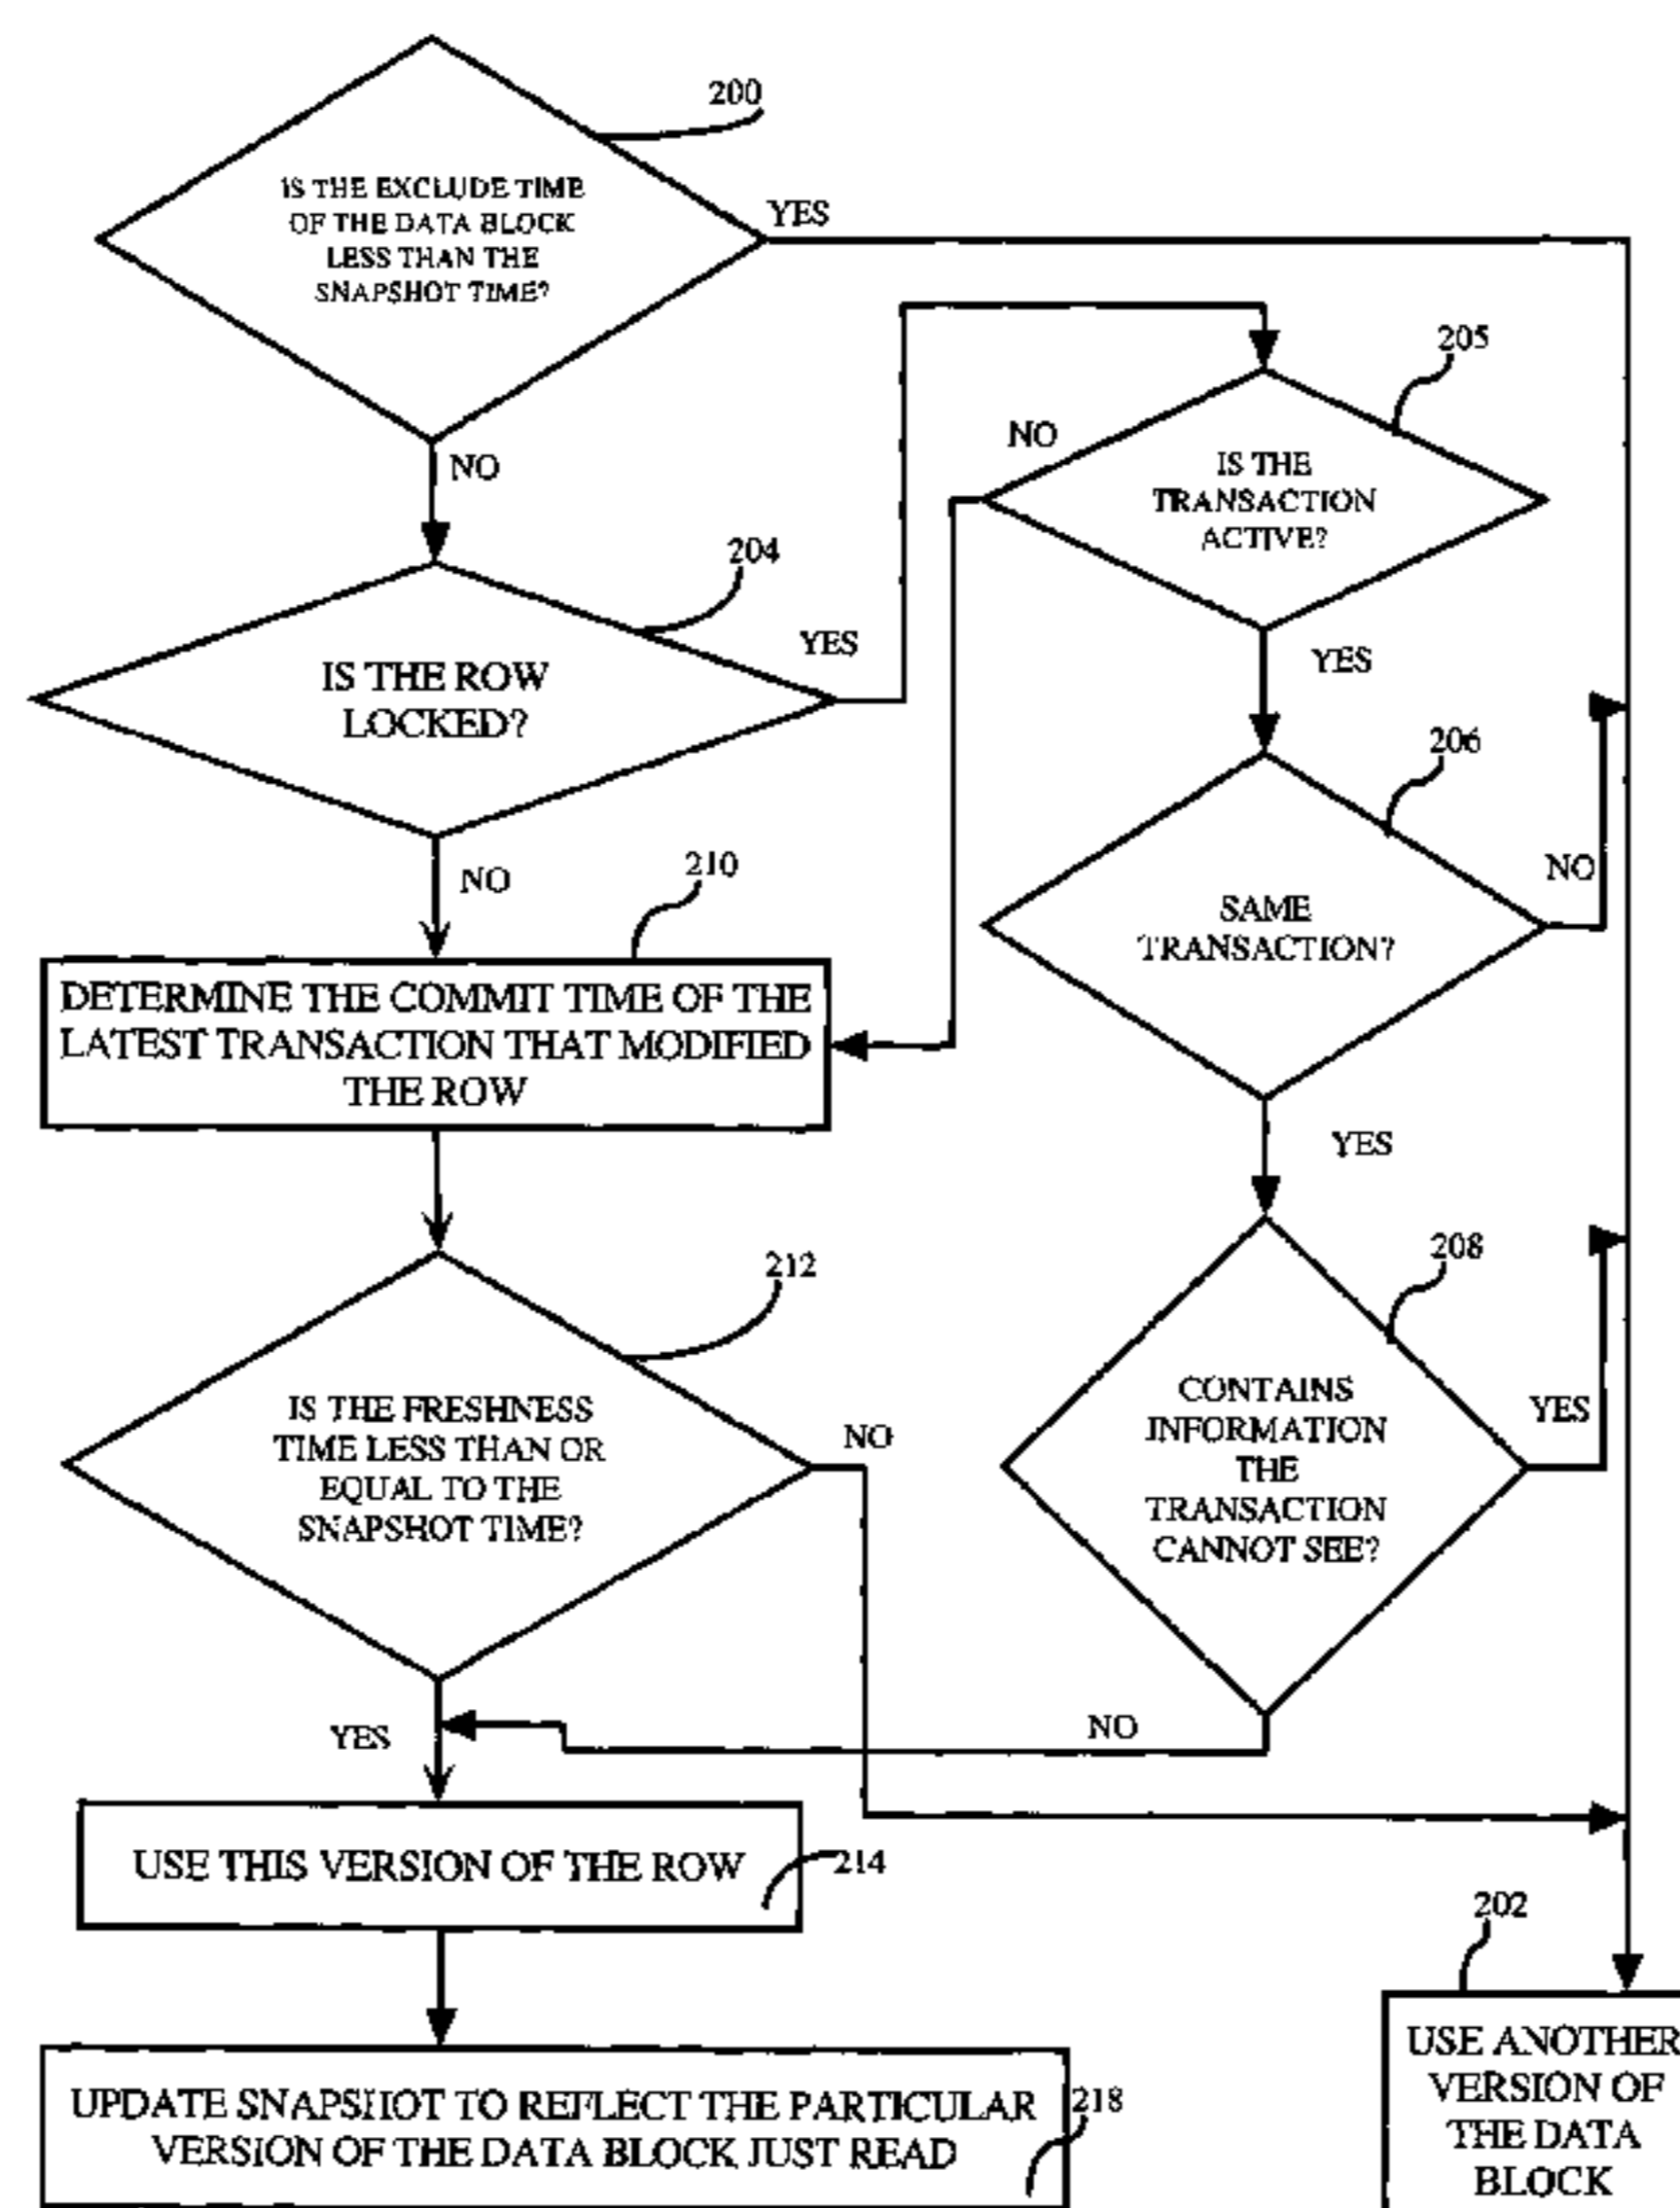 200
IS THE EXCLUDE TIME
OF THE DATA BLOCK
LESS THAN THE
SNAPSHOT TIME?
YES
NO
205
NO
IS THE
TRANSACTION
ACTIVE?
YES
204
YES
IS THE ROW
LOCKED?
NO
206
NO
SAME
TRANSACTION?
YES
210
DETERMINE THE COMMIT TIME OF THE
LATEST TRANSACTION THAT MODIFIED
THE ROW
212
IS THE FRESHNESS
TIME LESS THAN OR
EQUAL TO THE
SNAPSHOT TIME?
NO
YES
208
CONTAINS
INFORMATION
THE
TRANSACTION
CANNOT SEE?
YES
NO
USE THIS VERSION OF THE ROW
214
202
USE ANOTHER
VERSION OF
THE DATA
BLOCK
UPDATE SNAPSHOT TO REFLECT THE PARTICULAR
VERSION OF THE DATA BLOCK JUST READ
218